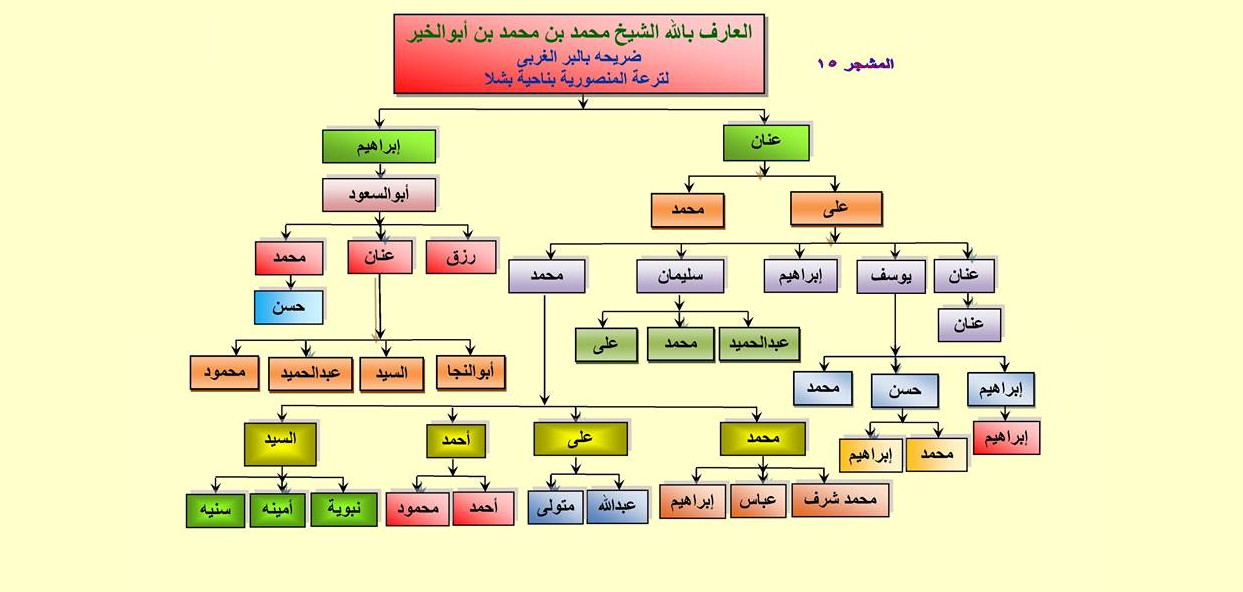 العارف بالله الشيخ محمد بن محمد بن أبوالخير
ضريحه بالبر الغربى
لترعة المنصورية بناحية بشلا
المشجر ١٥
عنان
إبراهيم
أبوالسعود
على
محمد
رزق
عنان
محمد
حسن
عنان
يوسف
إبراهيم
سليمان
محمد
عنان
عبدالحميد
محمد
على
أبوالنجا
السيد
عبدالحميد
محمود
إبراهيم
حسن
محمد
إبراهيم
محمد
إبراهيم
محمد
على
أحمد
السيد
محمد شرف
عباس
إبراهيم
عبدالله
متولى
أحمد
محمود
نبوية
أمينه
سنيه